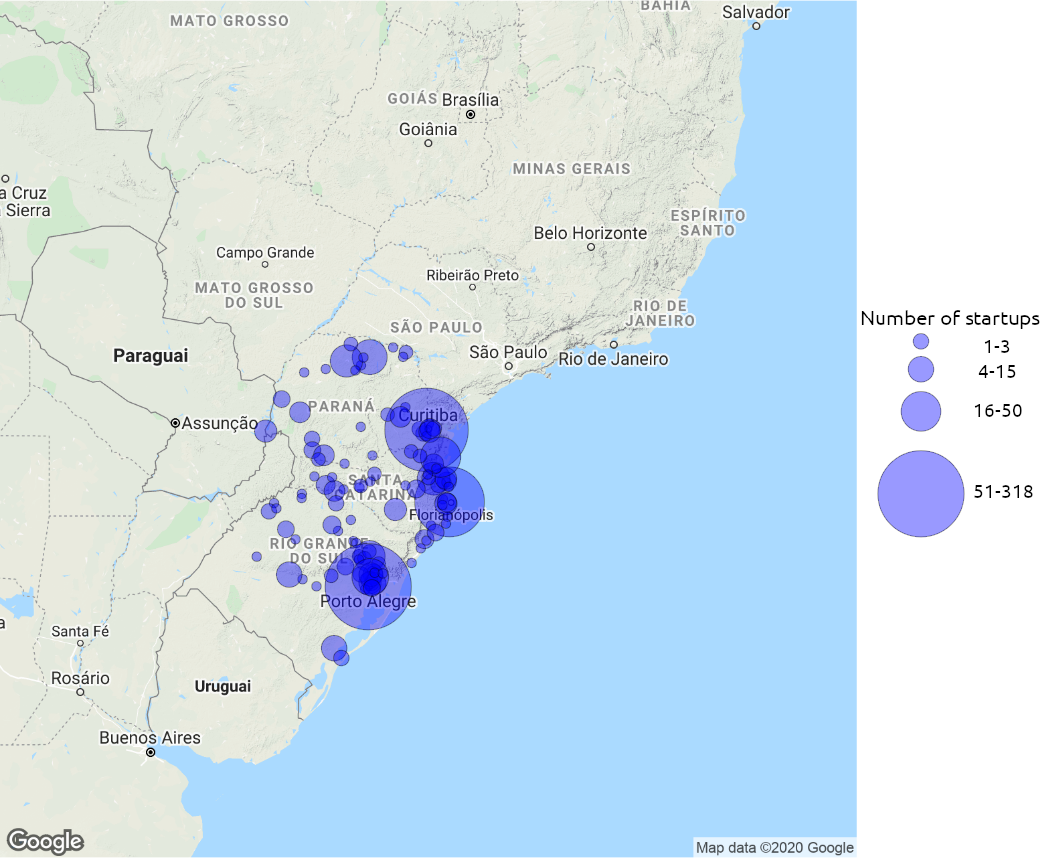 BAHIA
Salvador
MATO GROSSO
GOIÁS
Brasília
Goiânia
MINAS GERAIS
a Cruz
Sierra
ESPÍRITO
SANTO
Belo Horizonte
Campo Grande
Ribeirão Preto
MATO GROSSO
DO SUL
RIO DE
JANEIRO
SÃO PAULO
São Paulo
Rio de Janeiro
Paraguai
PARANÁ
Curitiba
Assunção
SANTA
CATARINA
Florianópolis
RIO GRANDE
DO SUL
Porto Alegre
a
Santa Fé
Rosário
Uruguai
Buenos Aires
Google
Map data ©2020 Google
Number of startups
1-3
4-15
16-50
51-318